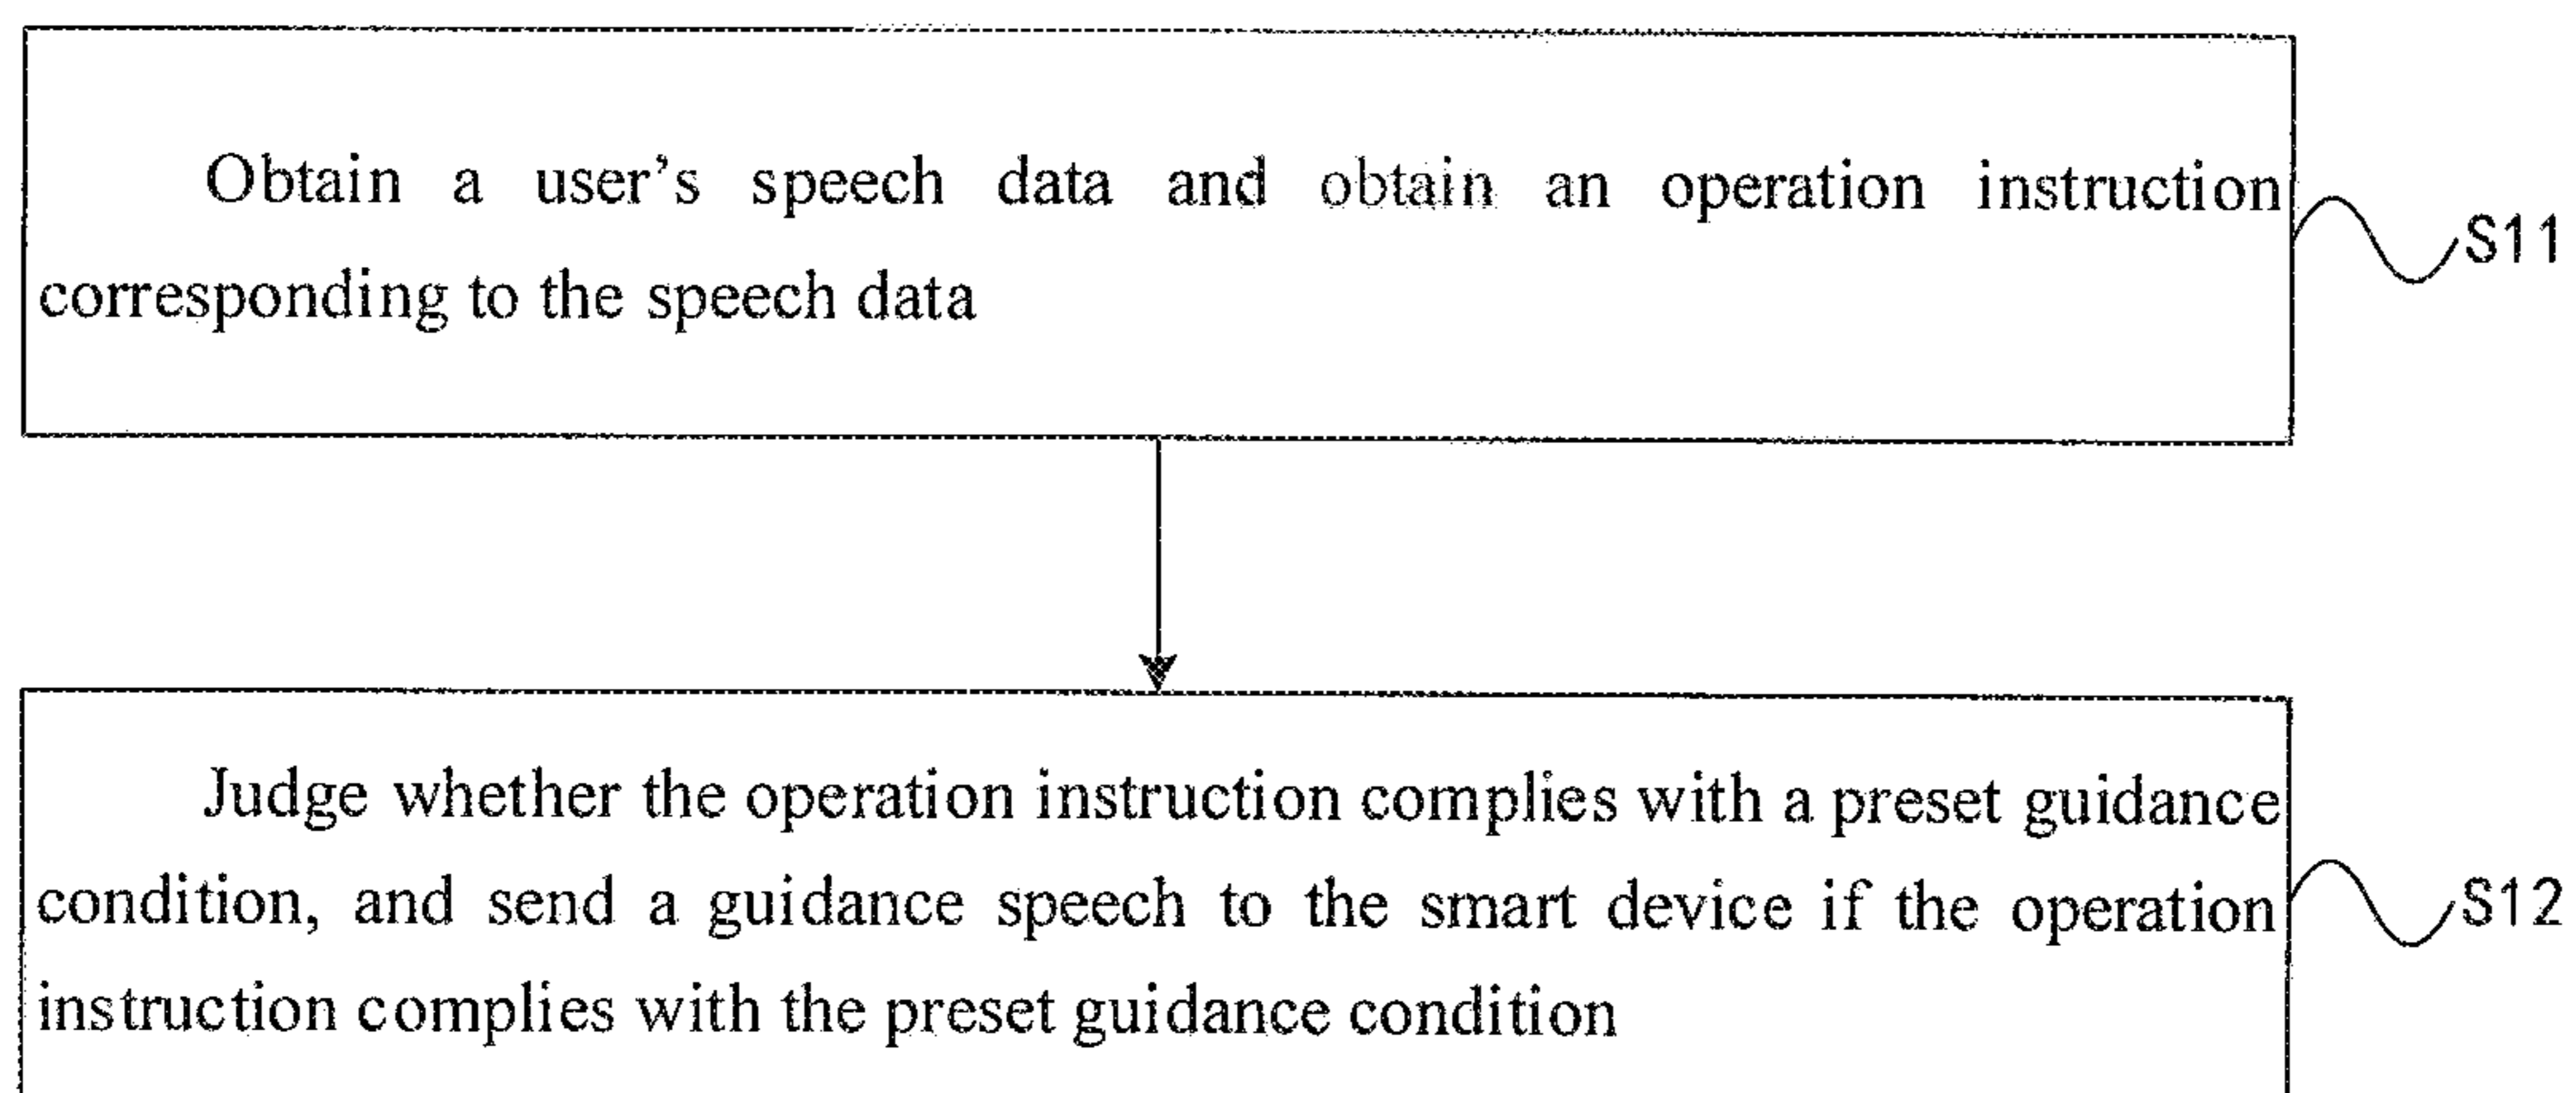 Obtain a user's speech data and obtain an operation instruction
corresponding to the speech data
S11
Judge whether the operation instruction complies with a preset guidance
condition, and send a guidance speech to the smart device if the operation
instruction complies with the preset guidance condition
S12